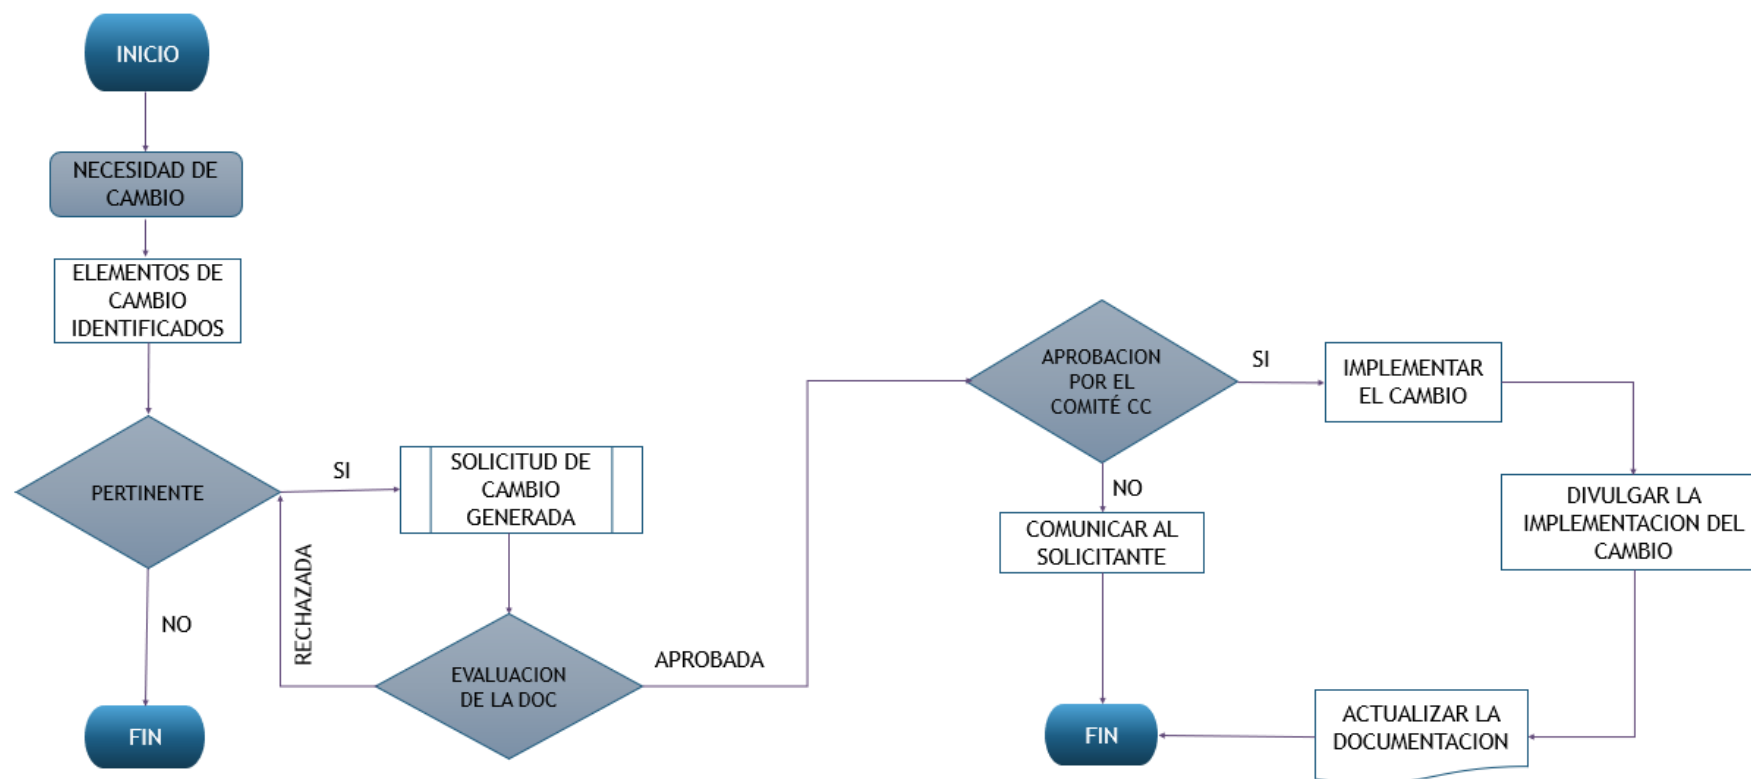 INICIO
NECESIDAD DE
CAMBIO
ELEMENTOS DE
CAMBIO
IDENTIFICADOS
PERTINENTE
SI
NO
FIN
SOLICITUD DE
CAMBIO
GENERADA
RECHAZADA
EVALUACION
DE LA DOC
APROBADA
APROBACION
POR EL
COMITÉ CC
SI
NO
COMUNICAR AL
SOLICITANTE
FIN
IMPLEMENTAR
EL CAMBIO
DIVULGAR LA
IMPLEMENTACION DEL
CAMBIO
ACTUALIZAR LA
DOCUMENTACION